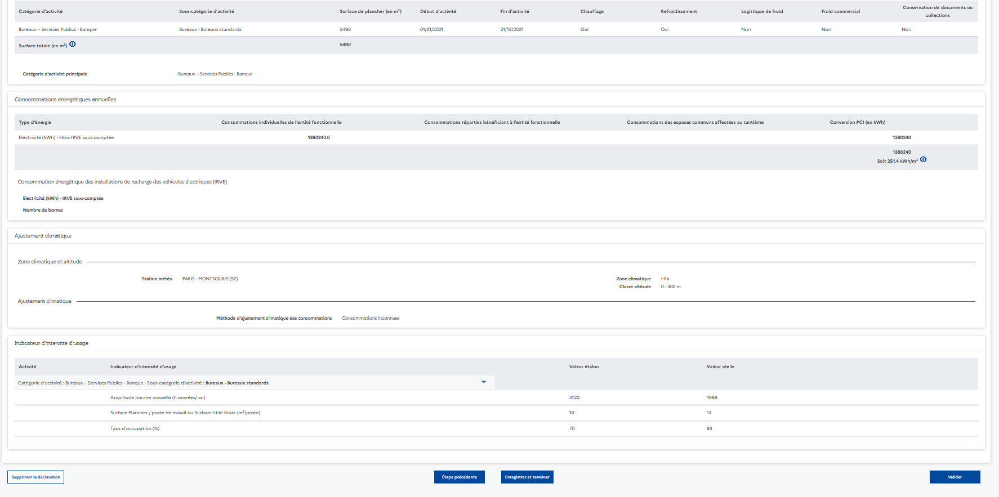 Catégorie d'activité Sous-catégorie d'activité Surface de plancher (en m²) Début d'activité Fin d'activité Chauffage Refroidissement Logistique de froid Froid commercial Conservation de documents ou collections
Bureaux – Services Publics - Banque Bureaux - Bureaux standards 5490 01/01/2021 31/12/2021 Oui Oui Non Non Non
Surface totale (en m²) 5490
Catégorie d'activité principale Bureaux – Services Publics - Banque
Consommations énergétiques annuelles
Type d'énergie Consommations individuelles de l'entité fonctionnelle Consommations réparties bénéficiant à l'entité fonctionnelle Consommations des espaces communs affectées au tantième Conversion PCI (en kWh)
Electricité (kWh) - Hors IRVE sous-comptée 1380240.0 1380240
1380240
Soit 251.4 kWh/m²
Consommation énergétique des installations de recharge des véhicules électriques (IRVE)
Electricité (kWh) - IRVE sous-comptée
Nombre de bornes
Ajustement climatique
Zone climatique et altitude
Station météo PARIS - MONTSOURIS (92) Zone climatique H1a
Classe altitude 0 - 400 m
Ajustement climatique
Méthode d'ajustement climatique des consommations Consommations inconnues
Indicateur d'intensité d'usage
Activité Indicateur d'intensité d'usage Valeur étalon Valeur réelle
Catégorie d'activité : Bureaux – Services Publics - Banque - Sous-catégorie d'activité : Bureaux - Bureaux standards
Amplitude horaire annuelle (h ouvrées/ an) 3120 1989
Surface Plancher / poste de travail ou Surface Utile Brute (m²/poste) 18 14
Taux d'occupation (%) 70 93
Supprimer la déclaration Étape précédente Enregistrer et terminer Valider